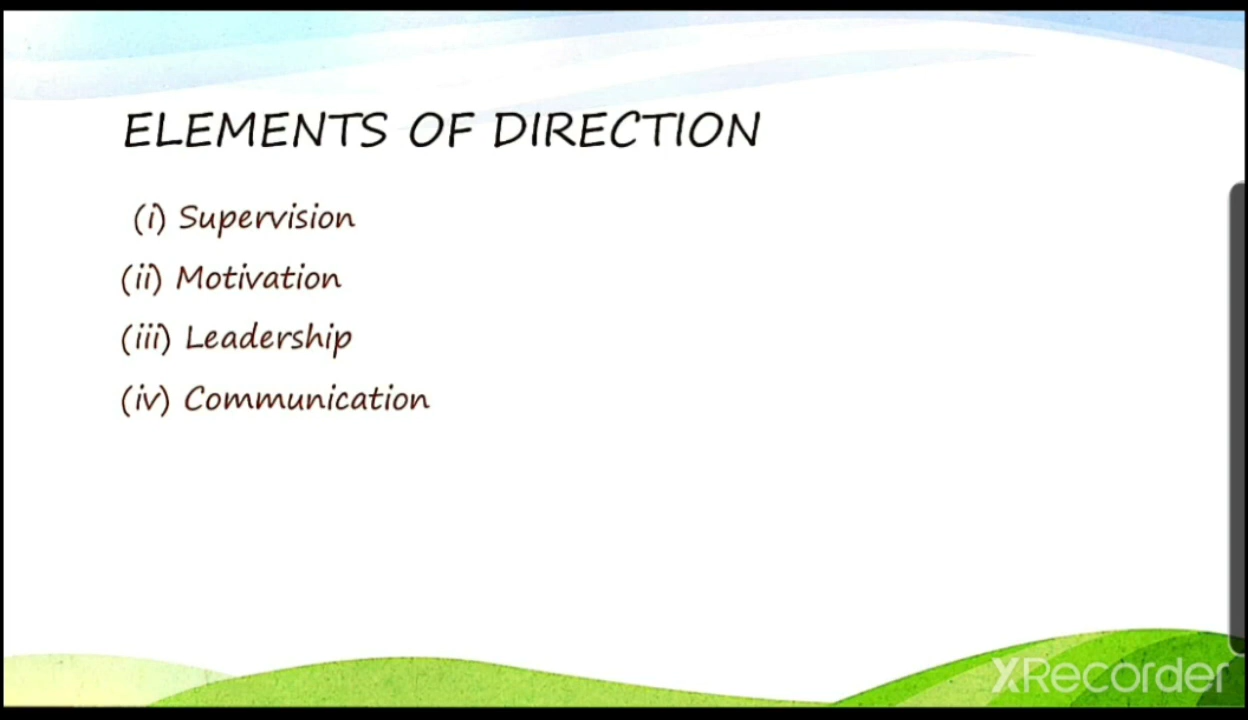 ELEMENTS OF DIRECTION
(i) Supervision
(ii) Motivation
(iii) Leadership
(iv) Communication
XRecorder